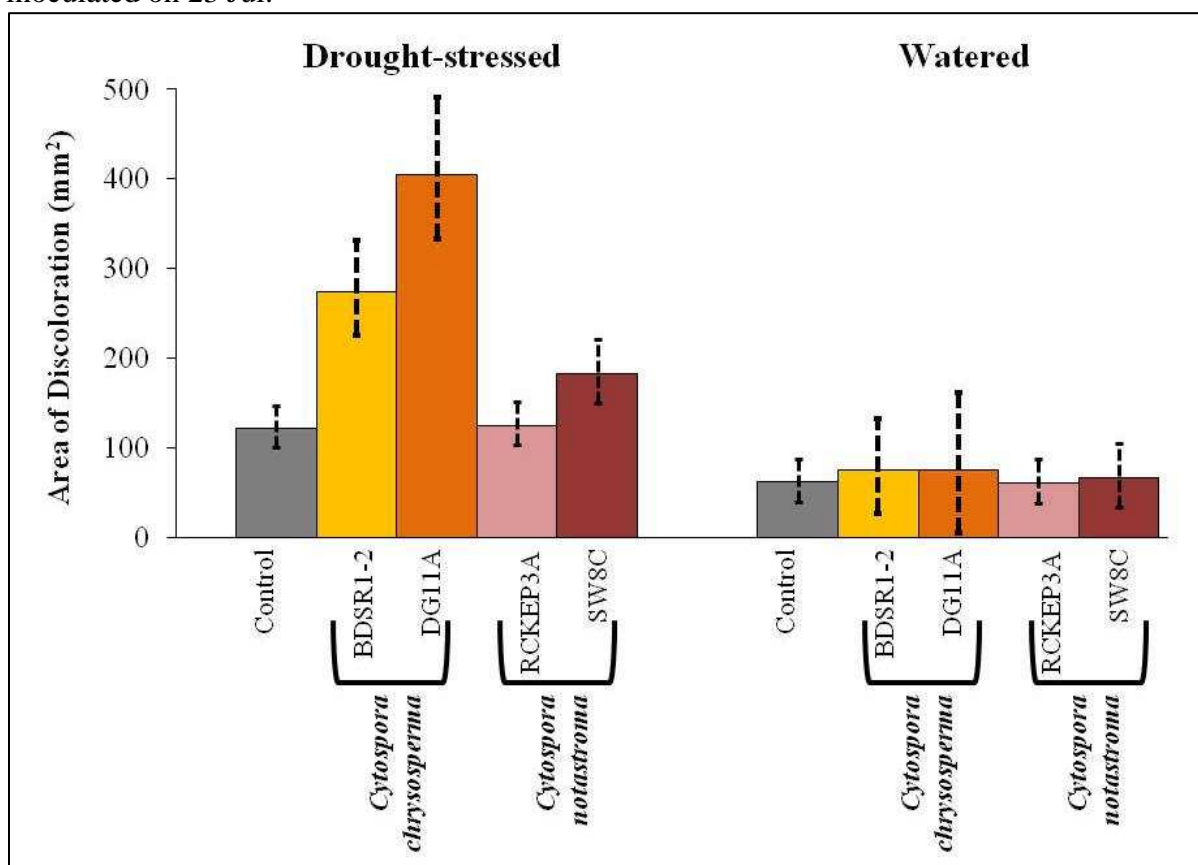 inoculated on 23 Jul.
Drought-stressed
Watered
Area of Discoloration (mm²)
500
400
300
200
100
0
Control
BDSR1-2
DG11A
RCKEP3A
SW8C
Control
BDSR1-2
DG11A
RCKEP3A
SW8C
Cytospora
chrysosperma
Cytospora
notastroma
Cytospora
chrysosperma
Cytospora
notastroma